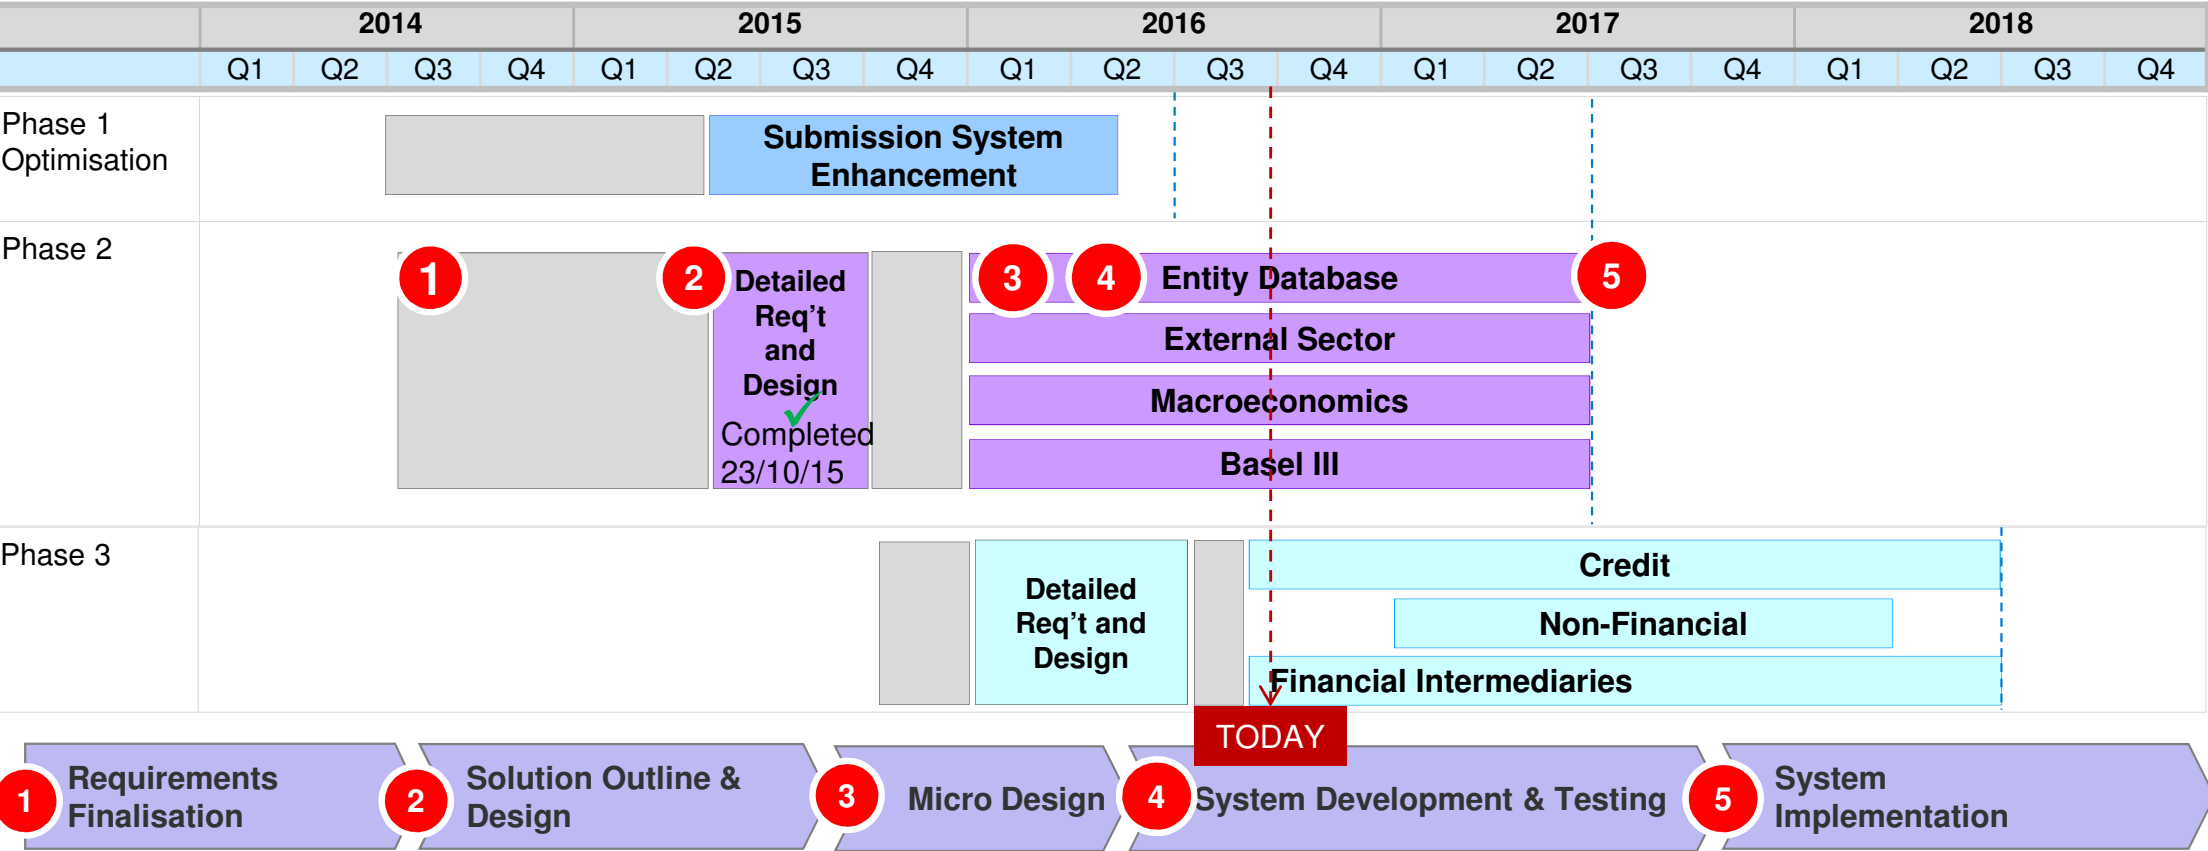 2014 2015 2016 2017 2018
Q1 Q2 Q3 Q4 Q1 Q2 Q3 Q4 Q1 Q2 Q3 Q4 Q1 Q2 Q3 Q4 Q1 Q2 Q3 Q4
Phase 1
Optimisation
Submission System
Enhancement
Phase 2
1
2
Detailed
Req’t
and
Design
Completed
23/10/15
3
4
Entity Database
5
External Sector
Macroeconomics
Basel III
Phase 3
Detailed
Req’t and
Design
Credit
Non-Financial
Financial Intermediaries
TODAY
1
Requirements
Finalisation
2
Solution Outline &
Design
3
Micro Design
4
System Development & Testing
5
System
Implementation